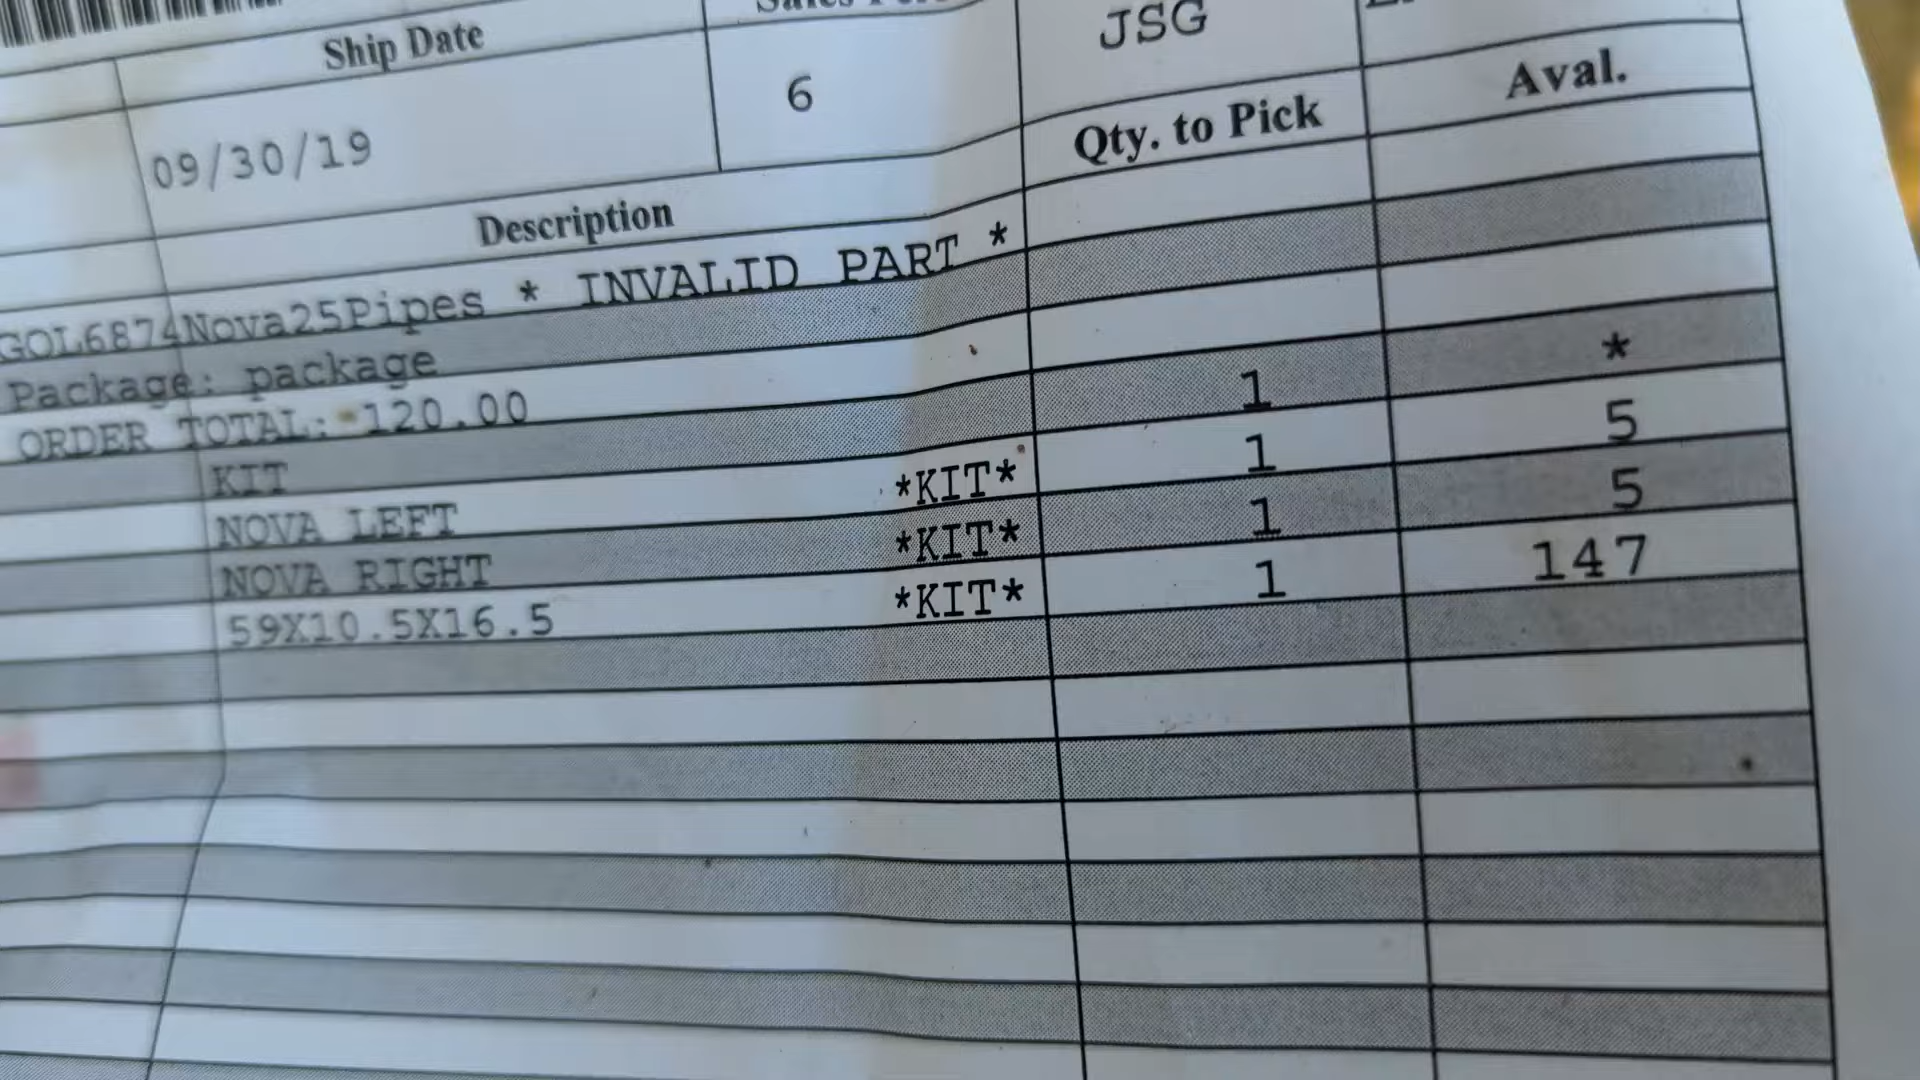 Ship Date
JSG
09/30/19
6
Qty. to Pick
Aval.
Description
GOL6874Nova25Pipes * INVALID PART *
Package: package
ORDER TOTAL: 120.00
KIT 1 *
NOVA LEFT *KIT* 1 5
NOVA RIGHT *KIT* 1 5
59X10.5X16.5 *KIT* 1 147